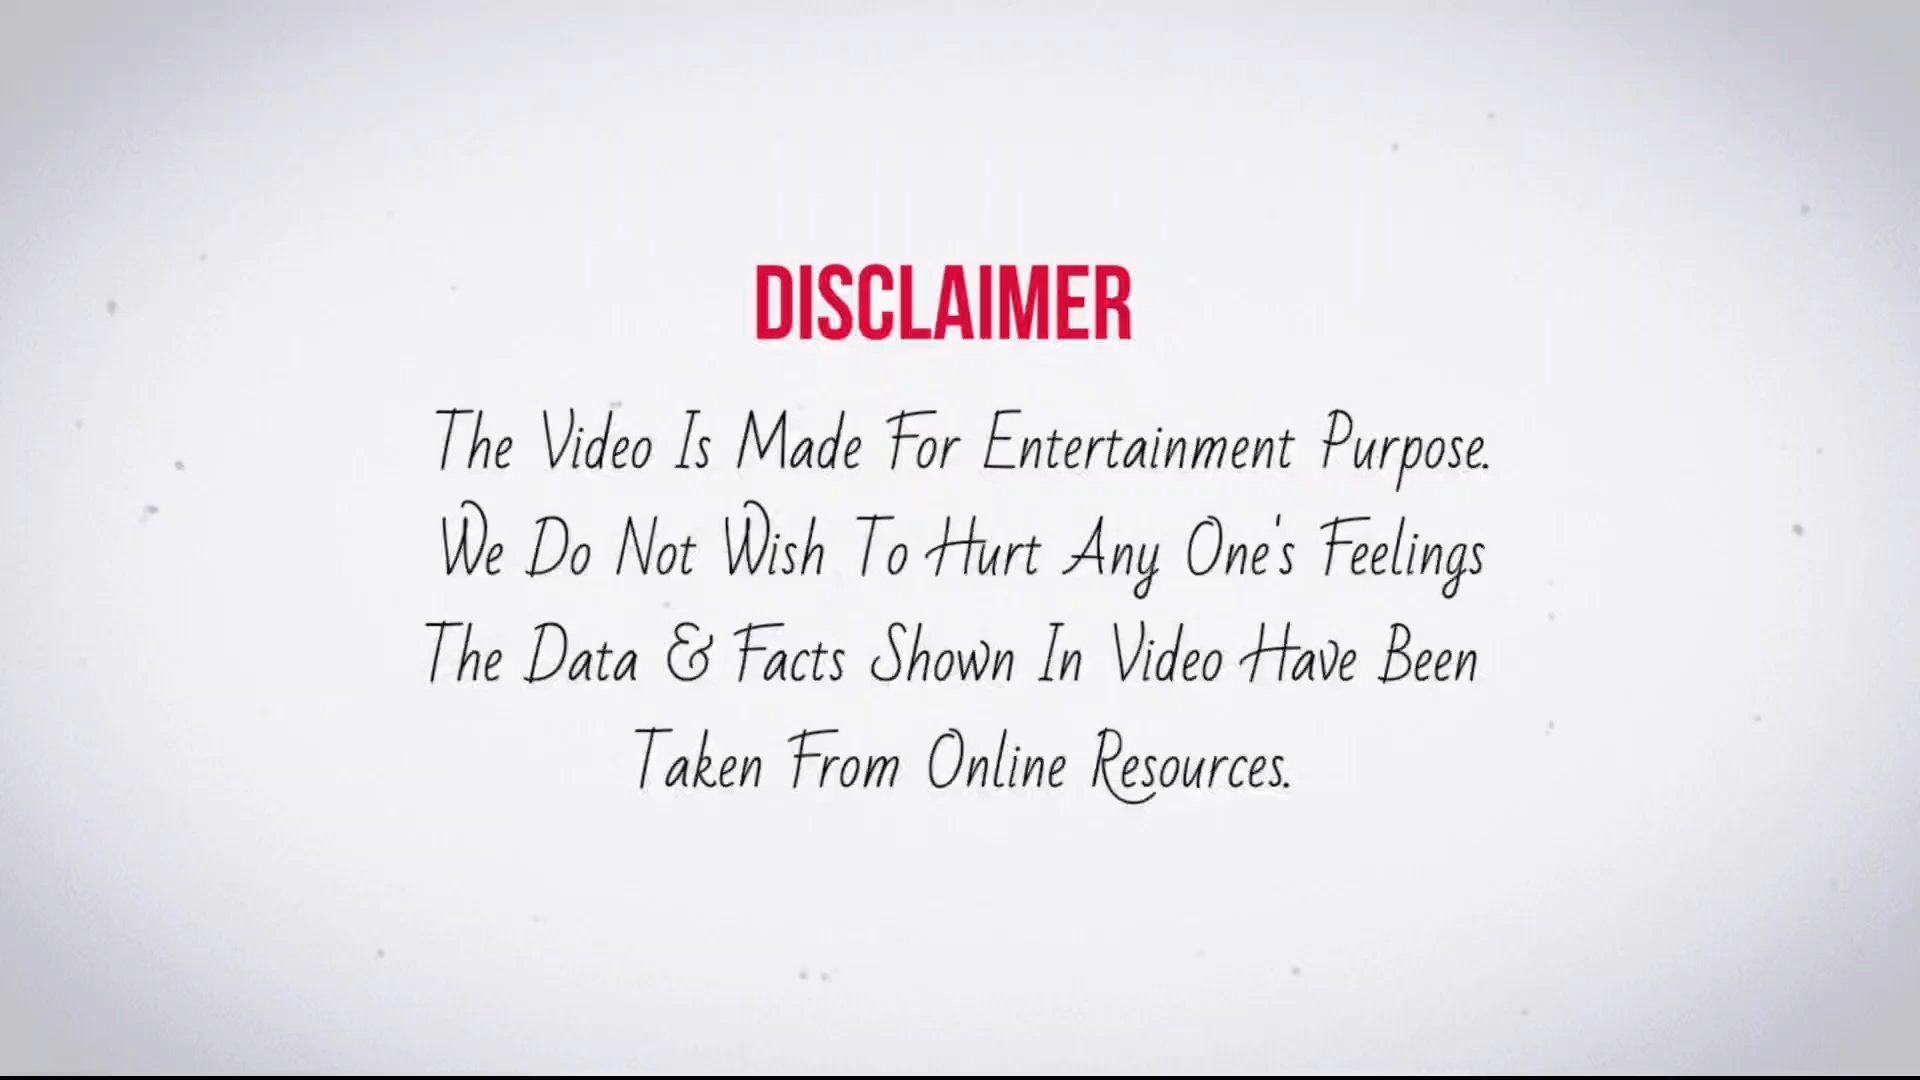 DISCLAIMER
The Video Is Made For Entertainment Purpose.
We Do Not Wish To Hurt Any One's Feelings
The Data & Facts Shown In Video Have Been
Taken From Online Resources.